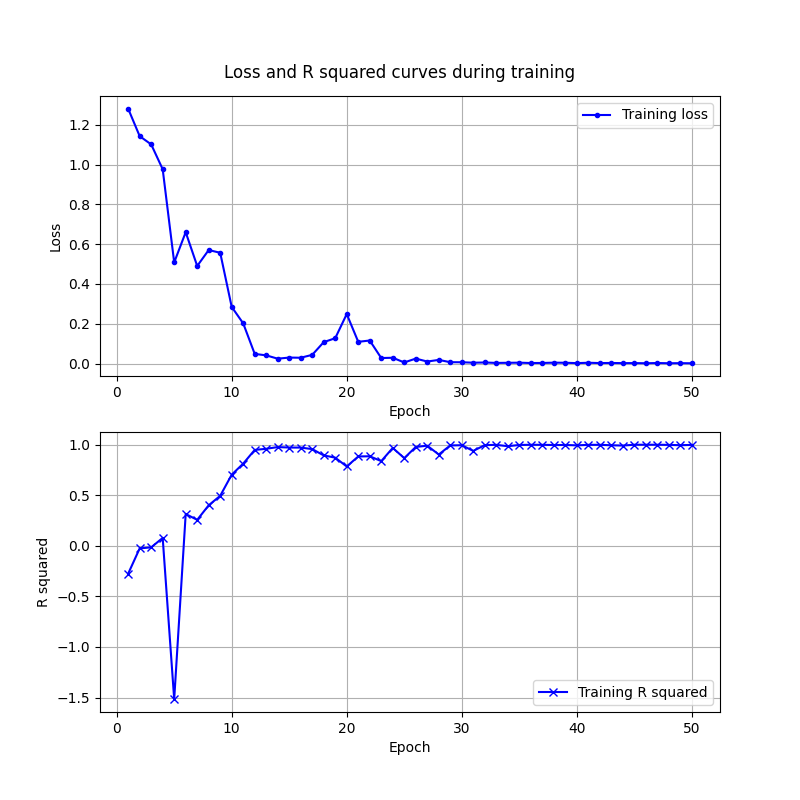 Loss and R squared curves during training
1.2
1.0
0.8
0.6
0.4
0.2
0.0
Loss
Training loss
0 10 20 30 40 50
Epoch
1.0
0.5
0.0
−0.5
−1.0
−1.5
R squared
Training R squared
0 10 20 30 40 50
Epoch